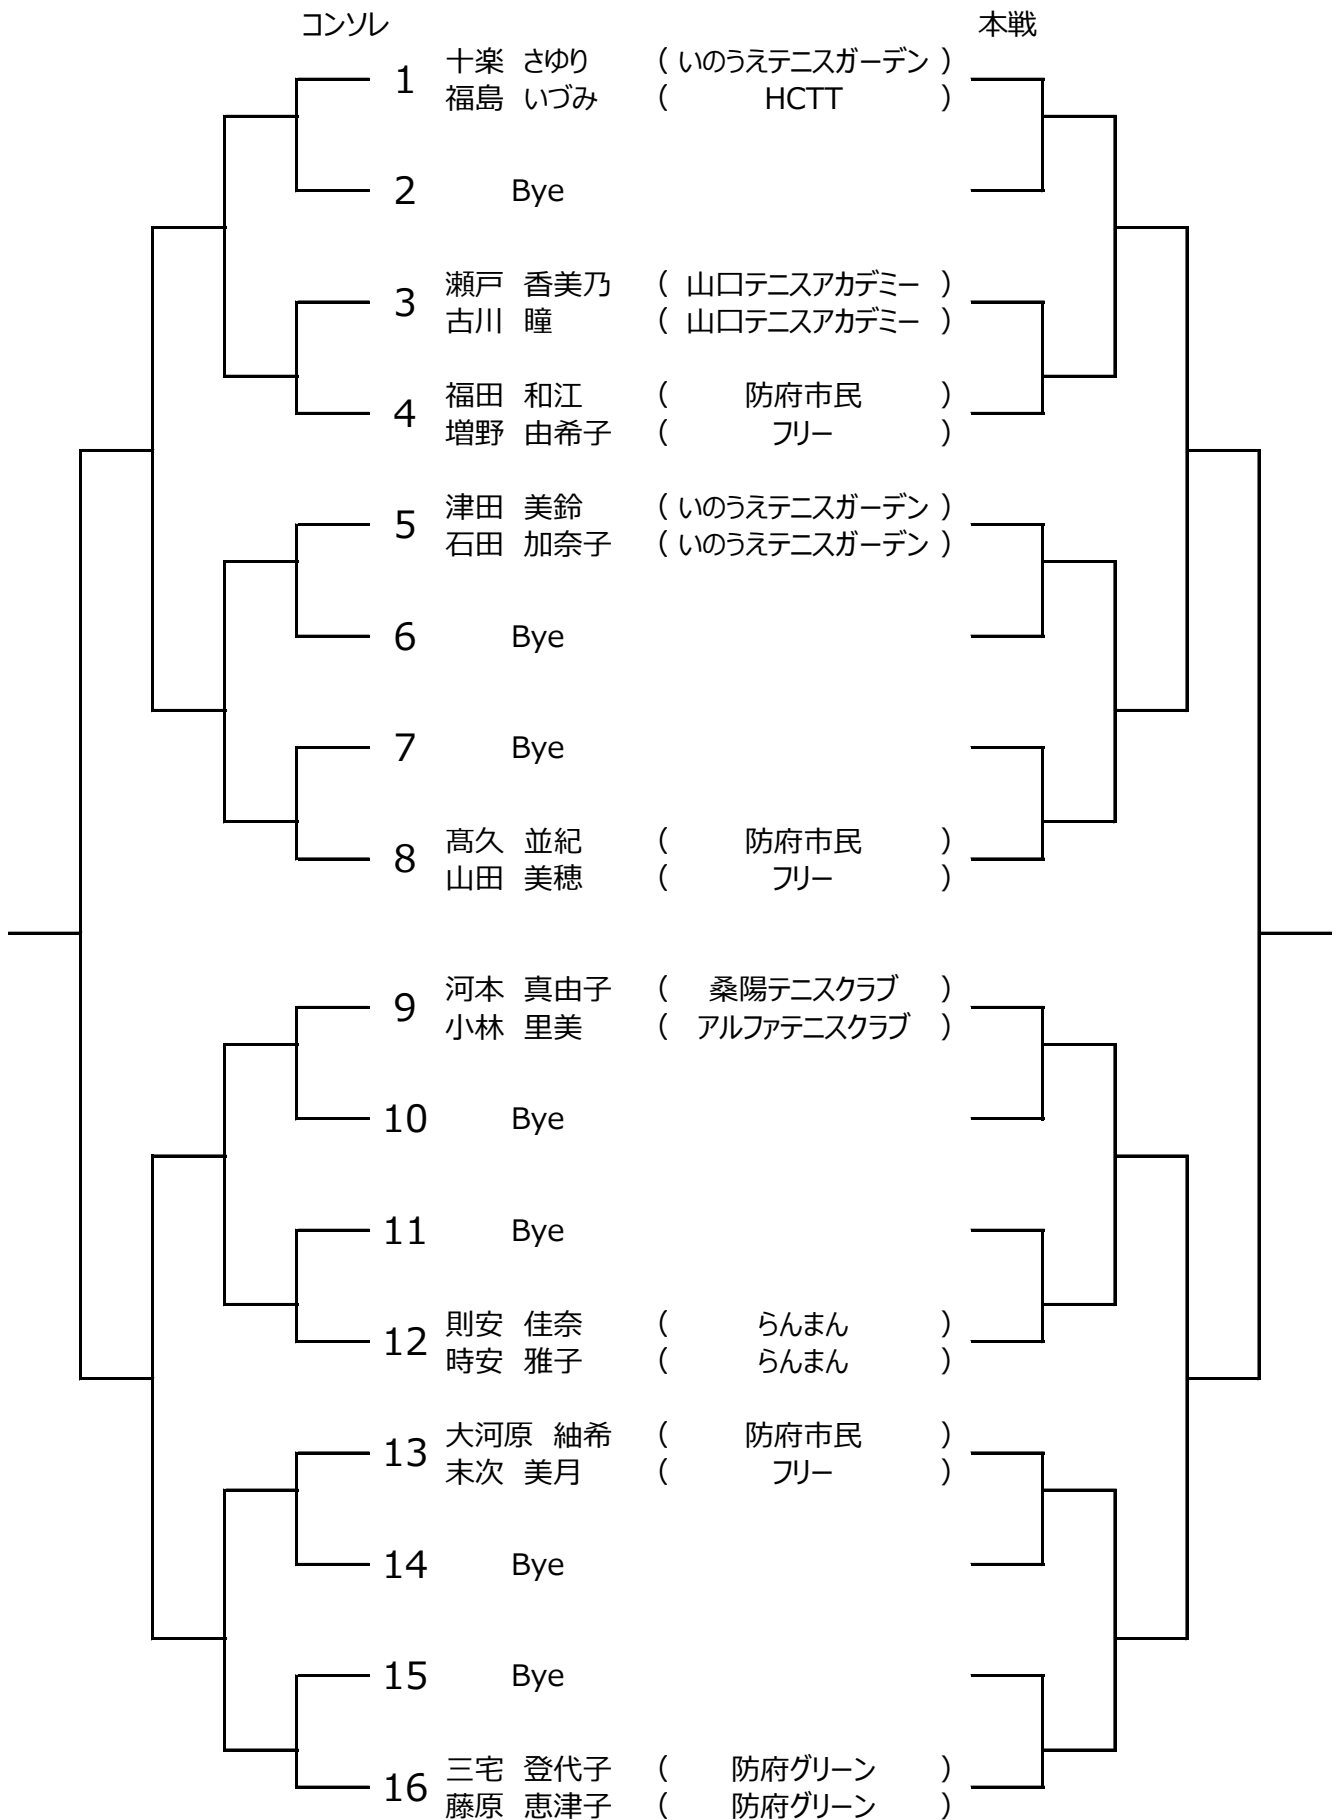 コンソレ 本戦
1 十楽 さゆり ( いのうえテニスガーデン )
福島 いづみ ( HCTT )
2 Bye
3 瀬戸 香美乃 ( 山口テニスアカデミー )
古川 瞳 ( 山口テニスアカデミー )
4 福田 和江 ( 防府市民 )
増野 由希子 ( フリー )
5 津田 美鈴 ( いのうえテニスガーデン )
石田 加奈子 ( いのうえテニスガーデン )
6 Bye
7 Bye
8 髙久 並紀 ( 防府市民 )
山田 美穂 ( フリー )
9 河本 真由子 ( 桑陽テニスクラブ )
小林 里美 ( アルファテニスクラブ )
10 Bye
11 Bye
12 則安 佳奈 ( らんまん )
時安 雅子 ( らんまん )
13 大河原 紬希 ( 防府市民 )
末次 美月 ( フリー )
14 Bye
15 Bye
16 三宅 登代子 ( 防府グリーン )
藤原 恵津子 ( 防府グリーン )